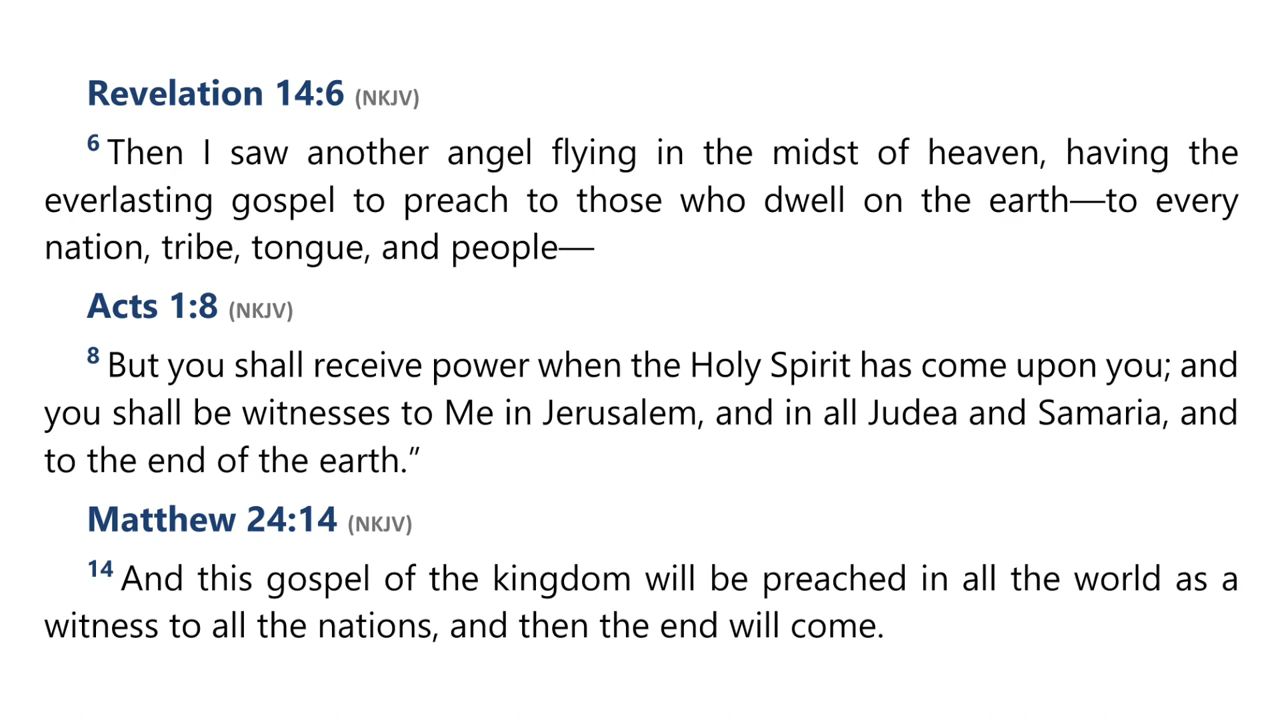 Revelation 14:6 (NKJV)
6 Then I saw another angel flying in the midst of heaven, having the
everlasting gospel to preach to those who dwell on the earth—to every
nation, tribe, tongue, and people—
Acts 1:8 (NKJV)
8 But you shall receive power when the Holy Spirit has come upon you; and
you shall be witnesses to Me in Jerusalem, and in all Judea and Samaria, and
to the end of the earth.”
Matthew 24:14 (NKJV)
14 And this gospel of the kingdom will be preached in all the world as a
witness to all the nations, and then the end will come.